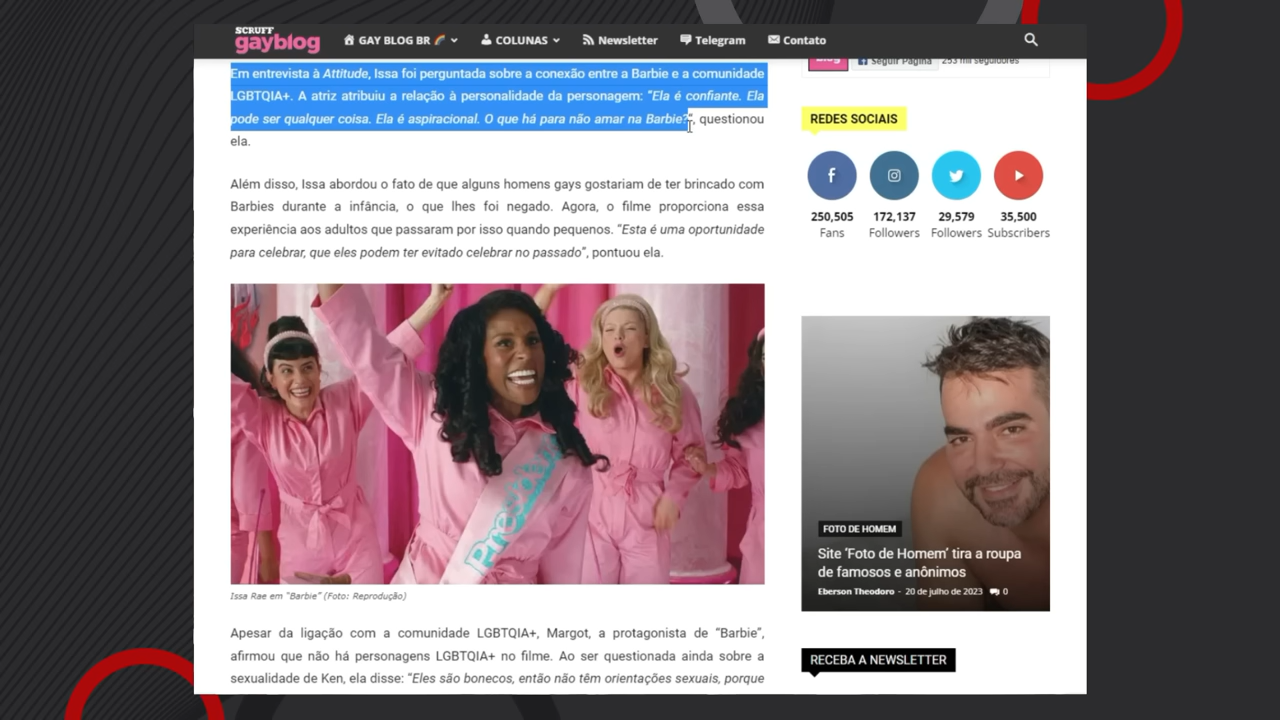 SCRUFF
gayblog
GAY BLOG BR
COLUNAS
Newsletter
Telegram
Contato
Em entrevista à Attitude, Issa foi perguntada sobre a conexão entre a Barbie e a comunidade
LGBTQIA+. A atriz atribuiu a relação à personalidade da personagem: “Ela é confiante. Ela
pode ser qualquer coisa. Ela é aspiracional. O que há para não amar na Barbie?“, questionou
ela.
Além disso, Issa abordou o fato de que alguns homens gays gostariam de ter brincado com
Barbies durante a infância, o que lhes foi negado. Agora, o filme proporciona essa
experiência aos adultos que passaram por isso quando pequenos. “Esta é uma oportunidade
para celebrar, que eles podem ter evitado celebrar no passado”, pontuou ela.
Issa Rae em “Barbie” (Foto: Reprodução)
Apesar da ligação com a comunidade LGBTQIA+, Margot, a protagonista de “Barbie”,
afirmou que não há personagens LGBTQIA+ no filme. Ao ser questionada ainda sobre a
sexualidade de Ken, ela disse: “Eles são bonecos, então não têm orientações sexuais, porque
Blog
Seguir Página
253 mil seguidores
REDES SOCIAIS
250,505
Fans
172,137
Followers
29,579
Followers
35,500
Subscribers
FOTO DE HOMEM
Site ‘Foto de Homem’ tira a roupa
de famosos e anônimos
Eberson Theodoro - 20 de julho de 2023 0
RECEBA A NEWSLETTER